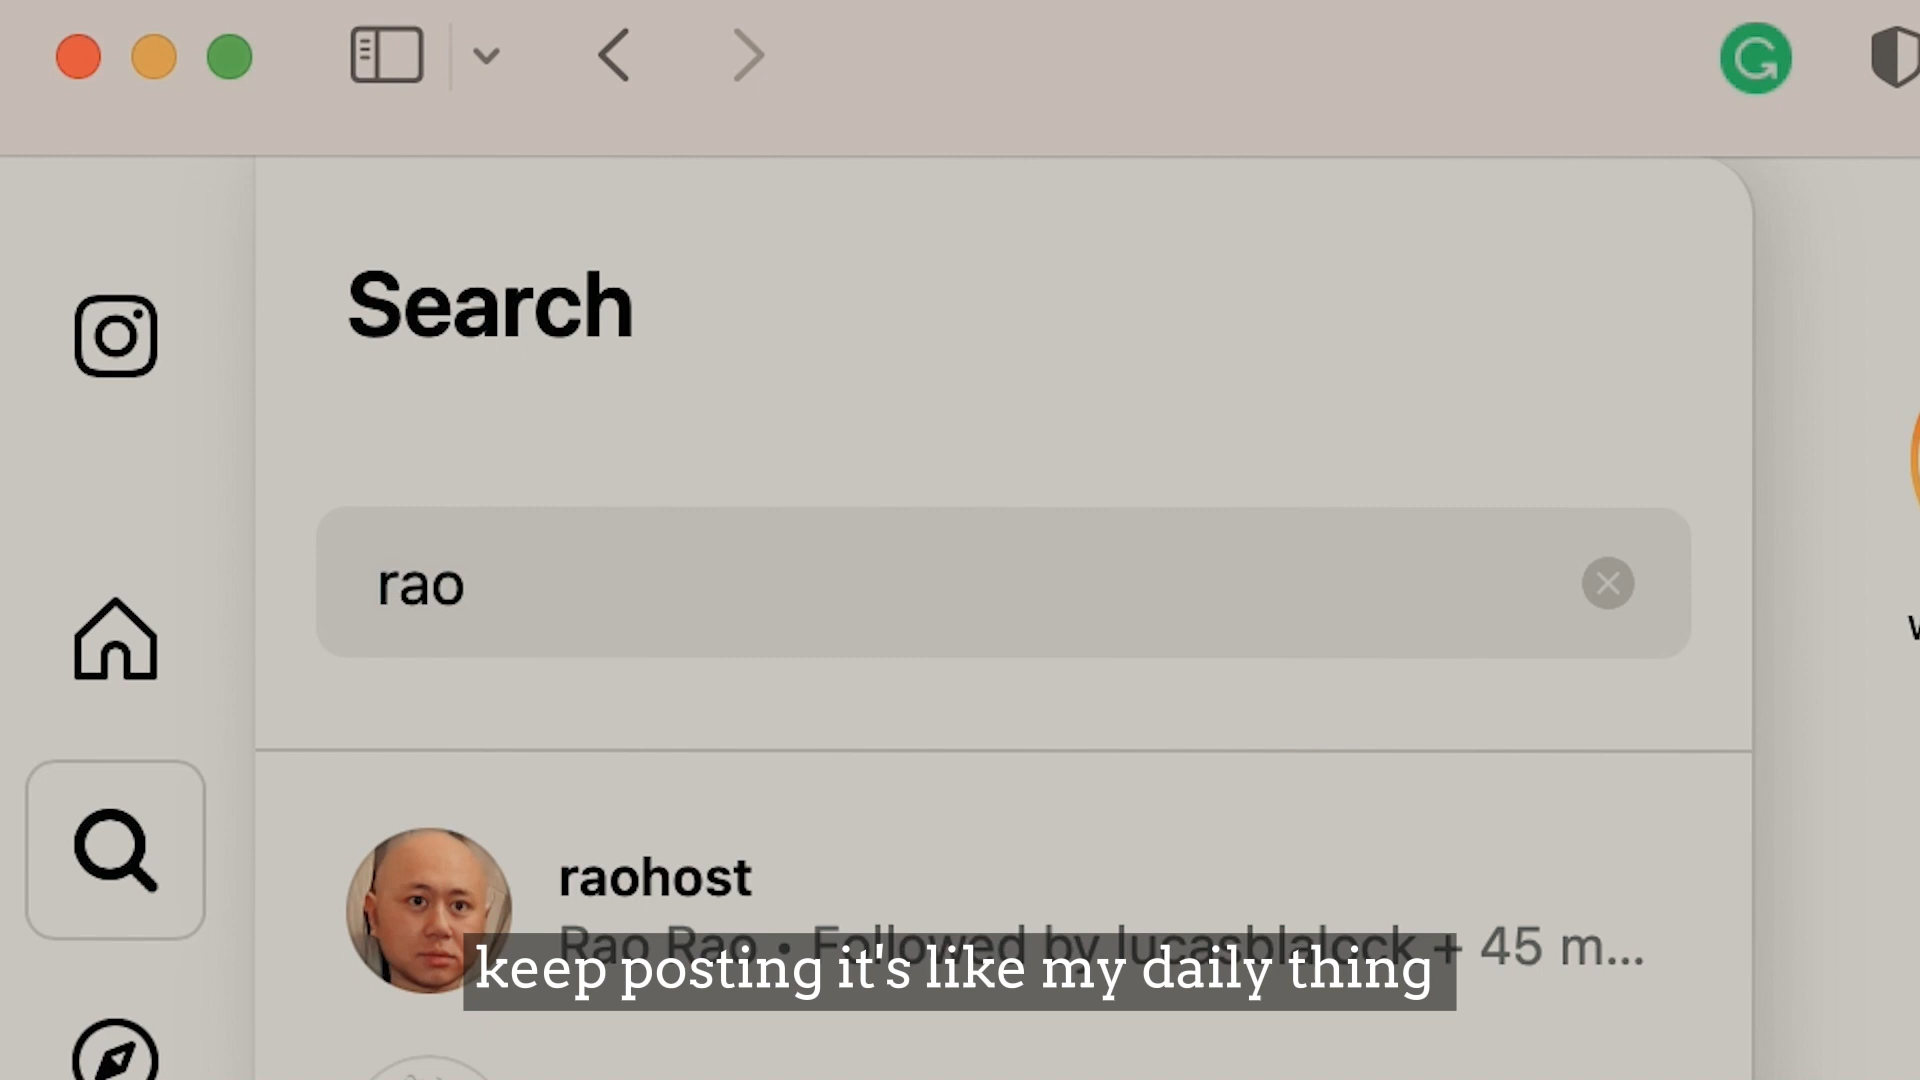 Search
rao
raohost
Rao Rao • Followed by lucasblalock + 45 m...
keep posting it's like my daily thing